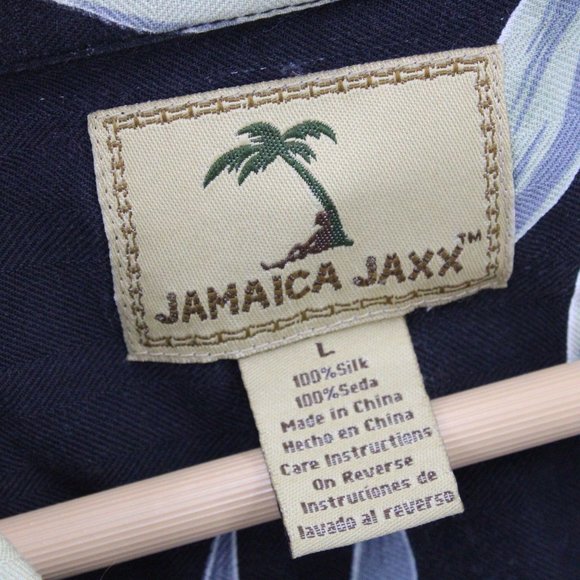 JAMAICA JAXX™
L
100%Silk
100%Seda
Made in China
Hecho en China
Care Instructions
On Reverse
Instruciones de
lavado al reverso